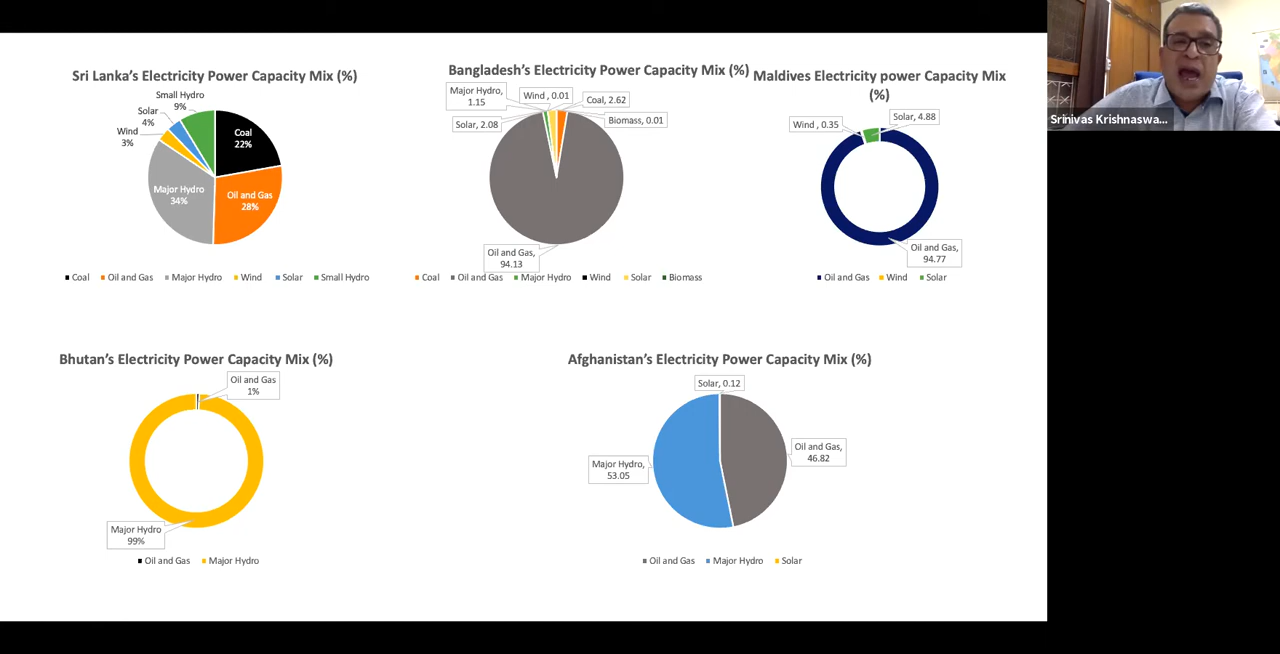 Sri Lanka's Electricity Power Capacity Mix (%)
Small Hydro
9%
Solar
4%
Wind
3%
Coal
22%
Major Hydro
34%
Oil and Gas
28%
Coal Oil and Gas Major Hydro Wind Solar Small Hydro
Bangladesh's Electricity Power Capacity Mix (%)
Major Hydro,
1.15
Wind , 0.01
Coal, 2.62
Solar, 2.08
Biomass, 0.01
Oil and Gas,
94.13
Coal Oil and Gas Major Hydro Wind Solar Biomass
Maldives Electricity power Capacity Mix
(%)
Wind , 0.35
Solar, 4.88
Oil and Gas,
94.77
Oil and Gas Wind Solar
Srinivas Krishnaswa...
Bhutan's Electricity Power Capacity Mix (%)
Oil and Gas
1%
Major Hydro
99%
Oil and Gas Major Hydro
Afghanistan's Electricity Power Capacity Mix (%)
Solar, 0.12
Oil and Gas,
46.82
Major Hydro,
53.05
Oil and Gas Major Hydro Solar